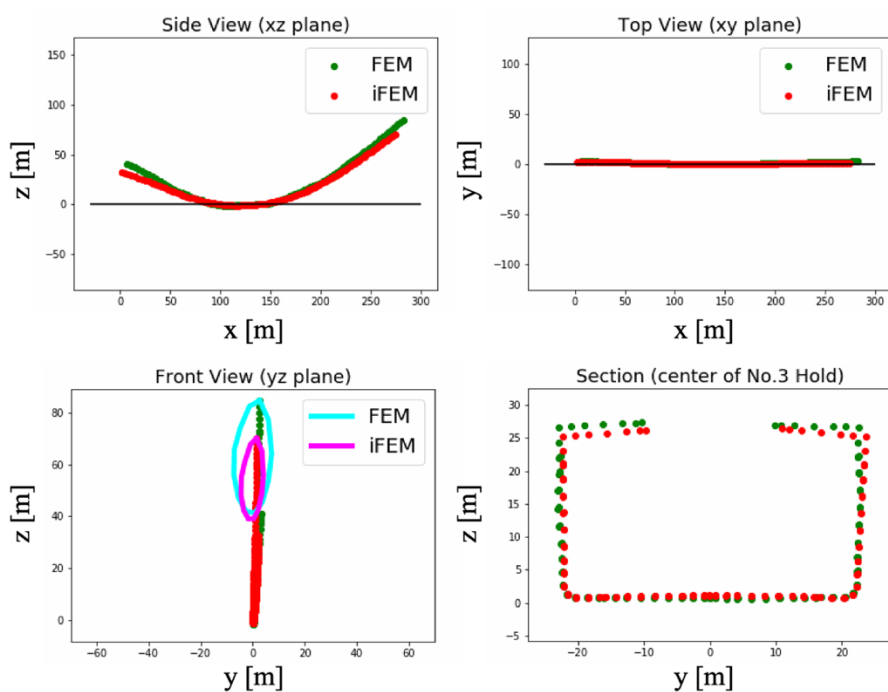 Side View (xz plane)
150
100
50
0
−50
z [m]
FEM
iFEM
0 50 100 150 200 250 300
x [m]
Top View (xy plane)
100
50
0
−50
−100
y [m]
FEM
iFEM
0 50 100 150 200 250 300
x [m]
Front View (yz plane)
80
60
40
20
0
z [m]
FEM
iFEM
−60 −40 −20 0 20 40 60
y [m]
Section (center of No.3 Hold)
30
25
20
15
10
5
0
−5
z [m]
−20 −10 0 10 20
y [m]